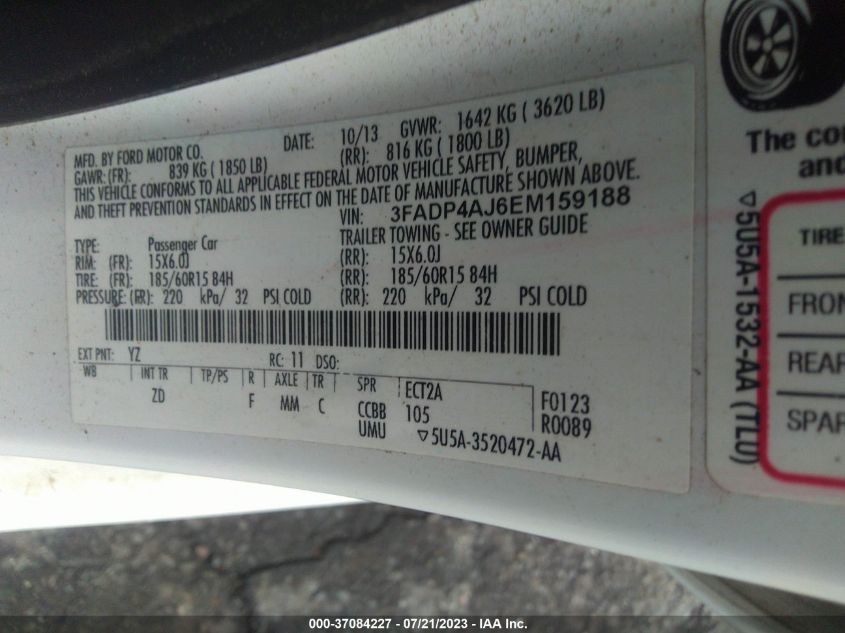 MFD. BY FORD MOTOR CO. DATE: 10/13 GVWR: 1642 KG ( 3620 LB)
GAWR:(FR): 839 KG ( 1850 LB) (RR): 816 KG ( 1800 LB)
THIS VEHICLE CONFORMS TO ALL APPLICABLE FEDERAL MOTOR VEHICLE SAFETY, BUMPER,
AND THEFT PREVENTION STANDARDS IN EFFECT ON THE DATE OF MANUFACTURE SHOWN ABOVE.
VIN: 3FADP4AJ6EM159188
TYPE: Passenger Car TRAILER TOWING - SEE OWNER GUIDE
RIM: (FR): 15X6.0J (RR): 15X6.0J
TIRE: (FR): 185/60R15 84H (RR): 185/60R15 84H
PRESSURE: (FR): 220 kPa/ 32 PSI COLD (RR): 220 kPa/ 32 PSI COLD
EXT PNT: YZ RC: 11 DSO:
WB INT TR TP/PS R AXLE TR SPR ECT2A
ZD F MM C CCBB 105 F0123
UMU R0089
▽5U5A-3520472-AA
The co
and
▽5U5A-1532-AA (TLU)
TIRE
FRON
REAR
SPAR
000-37084227 - 07/21/2023 - IAA Inc.